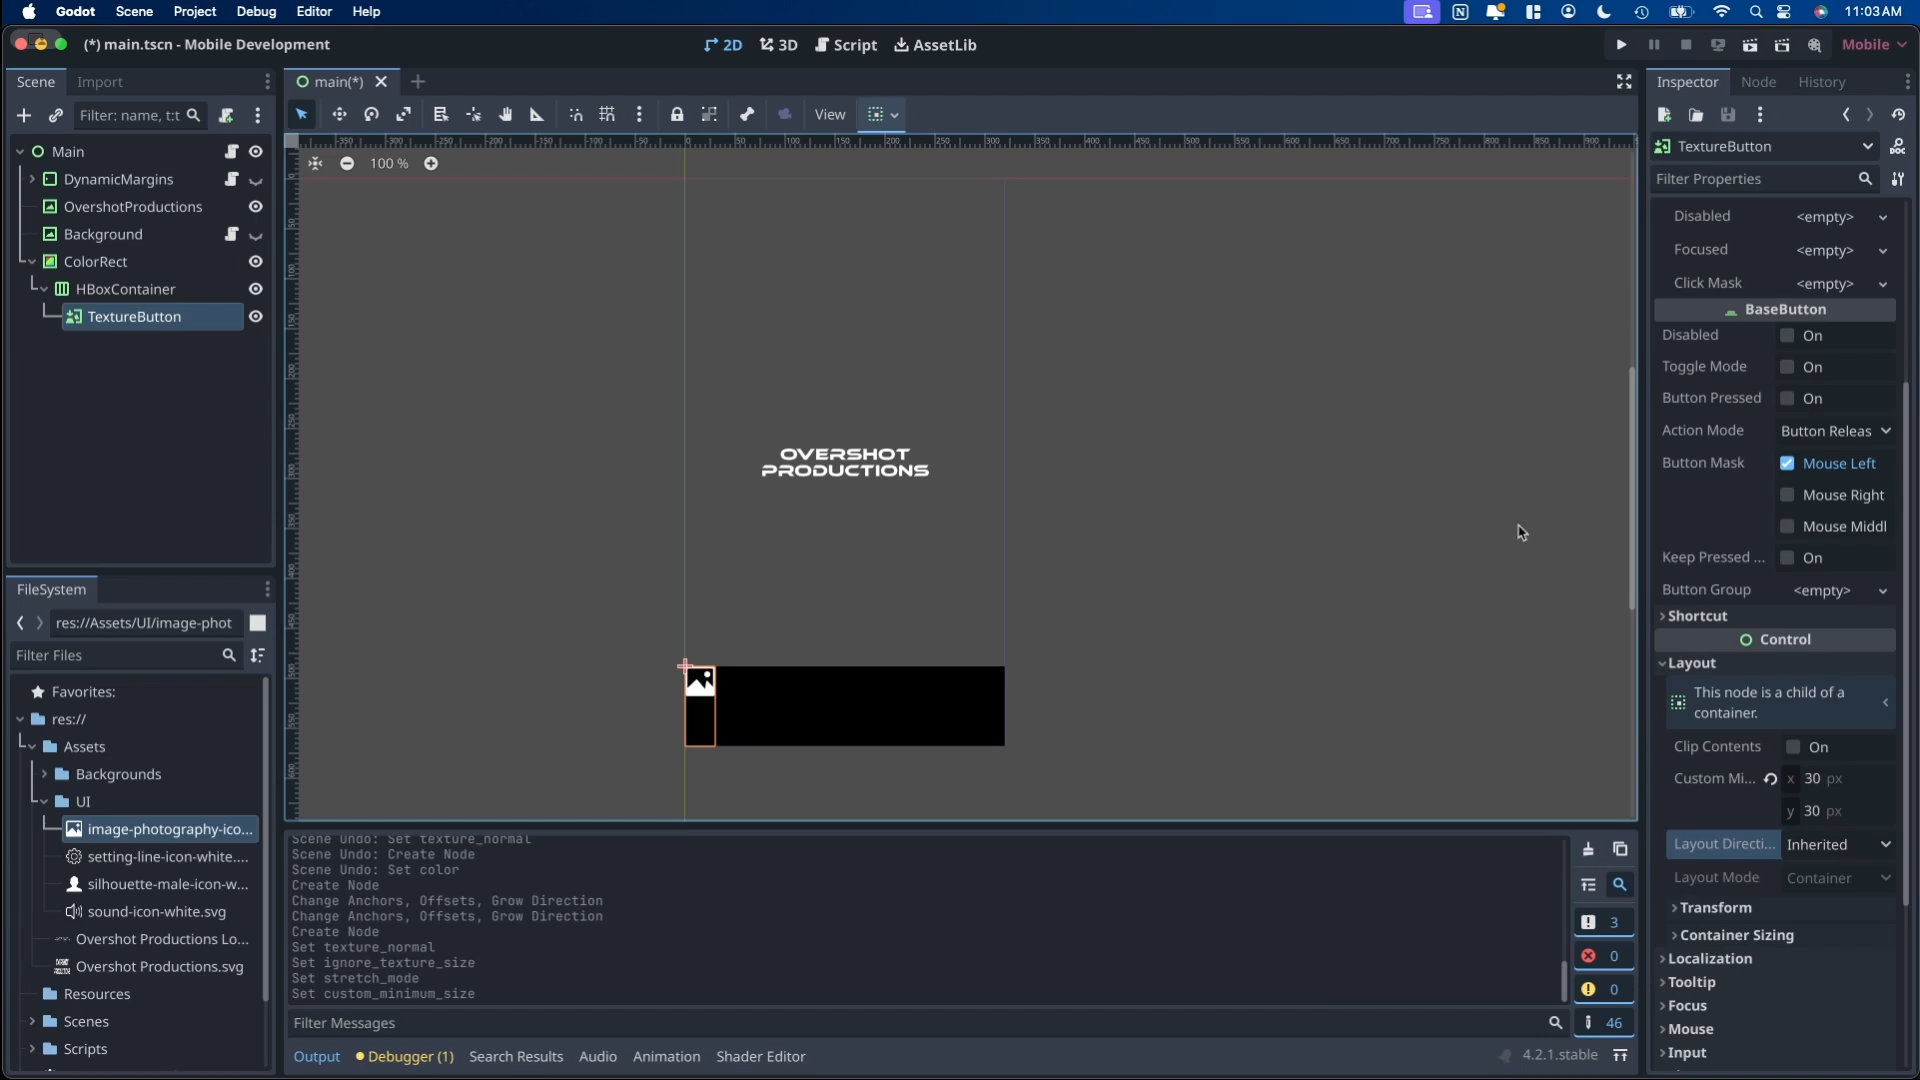 Godot Scene Project Debug Editor Help 11:03 AM
(*) main.tscn - Mobile Development 2D 3D Script AssetLib Mobile
Scene Import
main(*)
Inspector Node History
Filter: name, t:t
View
TextureButton
100 %
Filter Properties
Main
DynamicMargins
OvershotProductions
Background
ColorRect
HBoxContainer
TextureButton
OVERSHOT
PRODUCTIONS
Disabled <empty>
Focused <empty>
Click Mask <empty>
BaseButton
Disabled On
Toggle Mode On
Button Pressed On
Action Mode Button Releas
Button Mask Mouse Left
Mouse Right
Mouse Middl
Keep Pressed ... On
Button Group <empty>
Shortcut
Control
Layout
This node is a child of a
container.
Clip Contents On
Custom Mi... x 30 px
y 30 px
Layout Directi... Inherited
Layout Mode Container
Transform
Container Sizing
Localization
Tooltip
Focus
Mouse
Input
FileSystem
res://Assets/UI/image-phot
Filter Files
Favorites:
res://
Assets
Backgrounds
UI
image-photography-ico...
setting-line-icon-white....
silhouette-male-icon-w...
sound-icon-white.svg
Overshot Productions Lo...
Overshot Productions.svg
Resources
Scenes
Scripts
Scene Undo: Set texture_normal
Scene Undo: Create Node
Scene Undo: Set color
Create Node
Change Anchors, Offsets, Grow Direction
Change Anchors, Offsets, Grow Direction
Create Node
Set texture_normal
Set ignore_texture_size
Set stretch_mode
Set custom_minimum_size
3
0
0
46
Filter Messages
Output Debugger (1) Search Results Audio Animation Shader Editor 4.2.1.stable